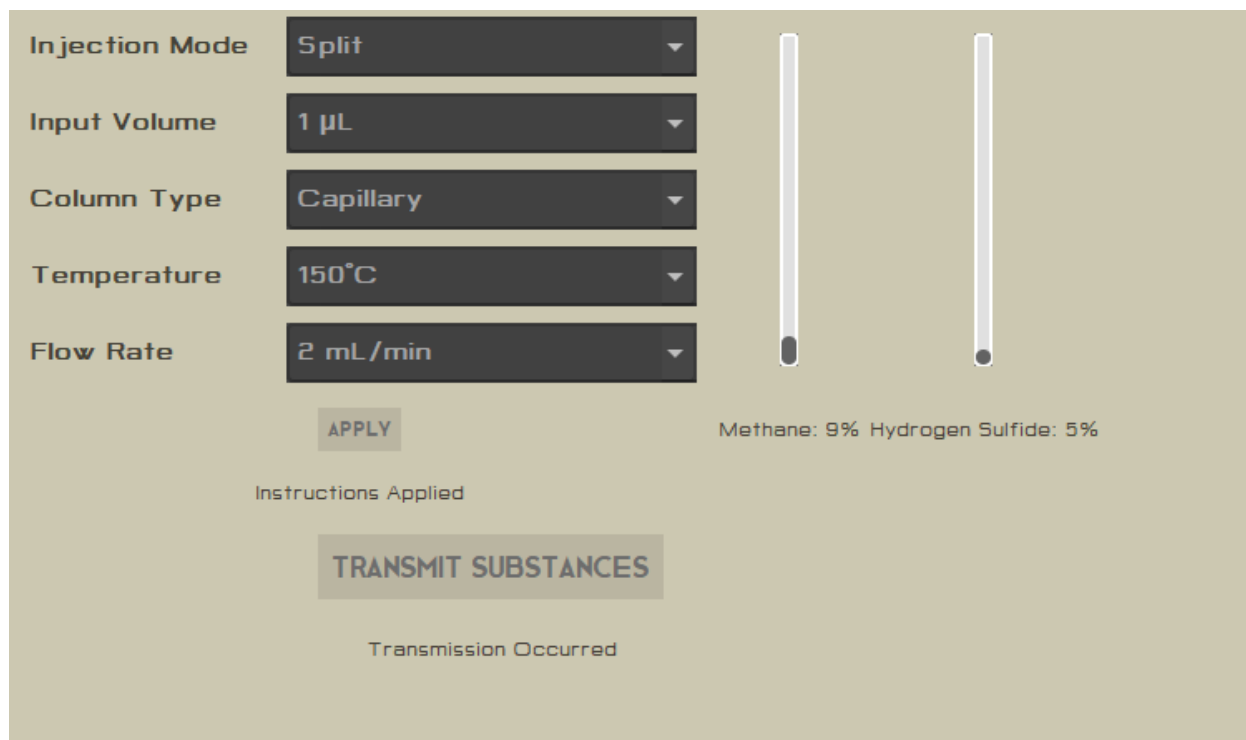 Injection Mode Split
Input Volume 1 µL
Column Type Capillary
Temperature 150°C
Flow Rate 2 mL/min
APPLY
Methane: 9% Hydrogen Sulfide: 5%
Instructions Applied
TRANSMIT SUBSTANCES
Transmission Occurred